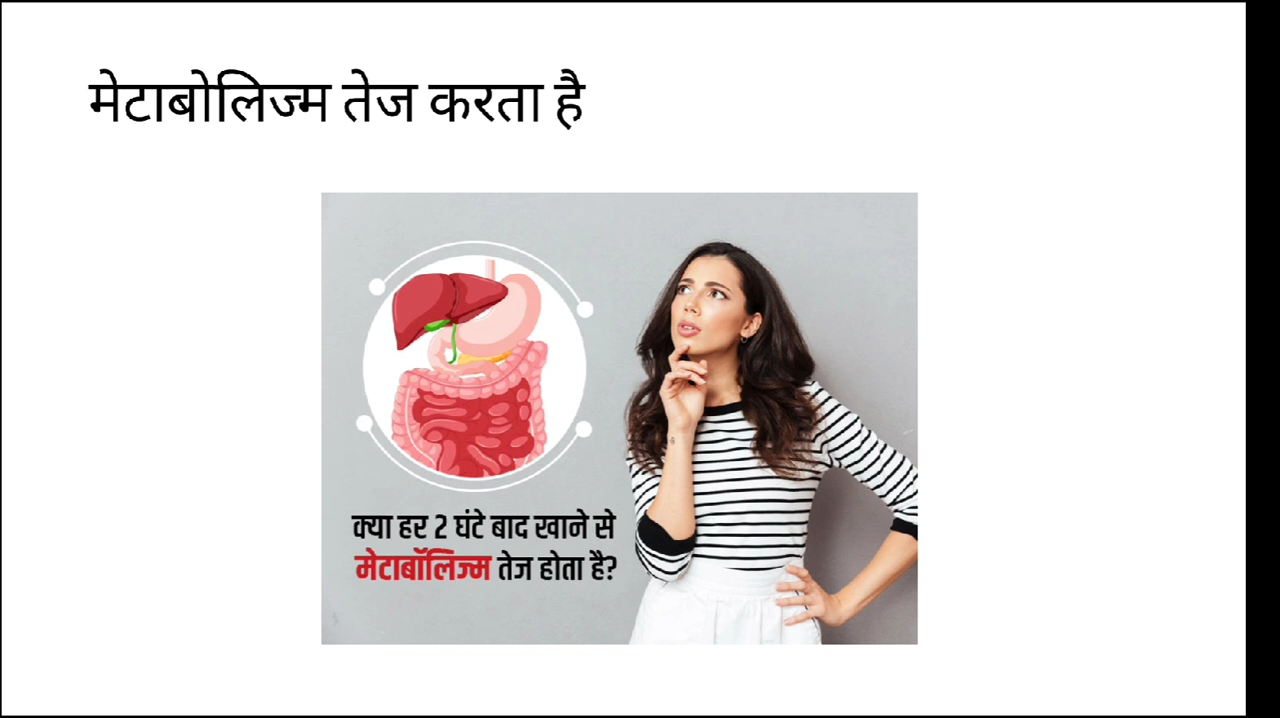 मेटाबोलिज्म तेज करता है
क्या हर 2 घंटे बाद खाने से
मेटाबॉलिज्म तेज होता है?